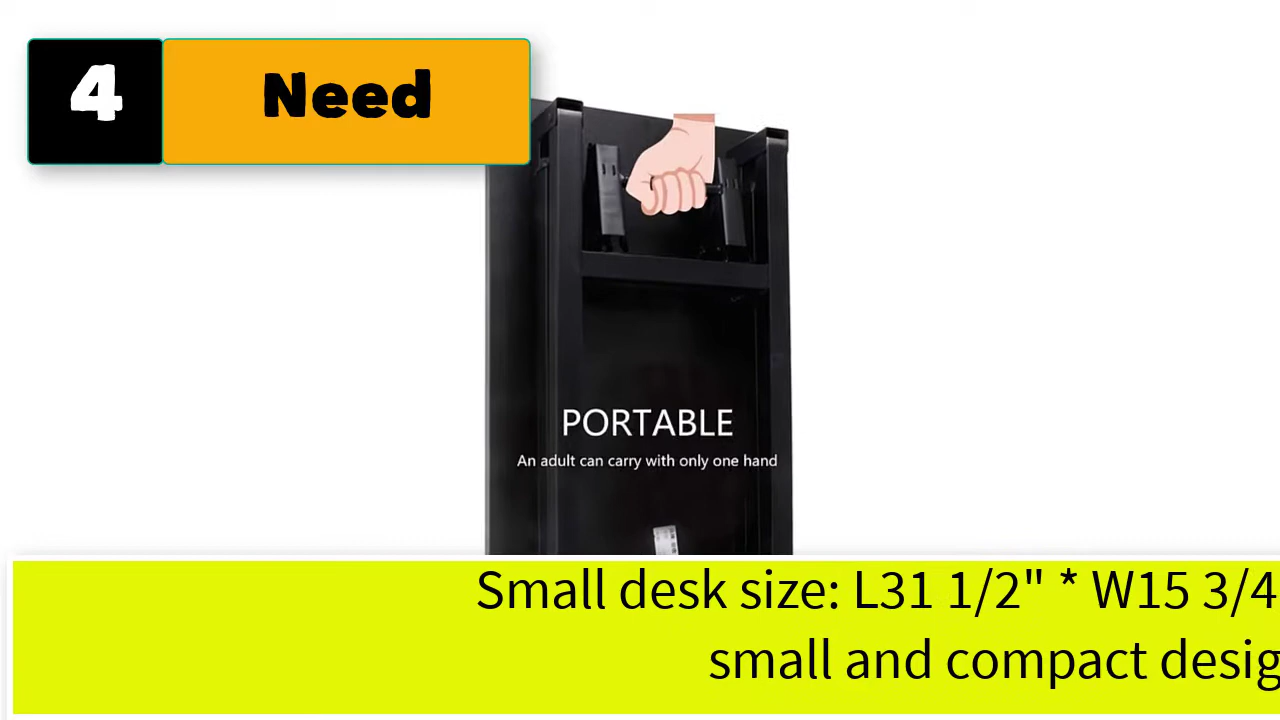 4 Need
PORTABLE
An adult can carry with only one hand
Small desk size: L31 1/2" * W15 3/4
small and compact desig